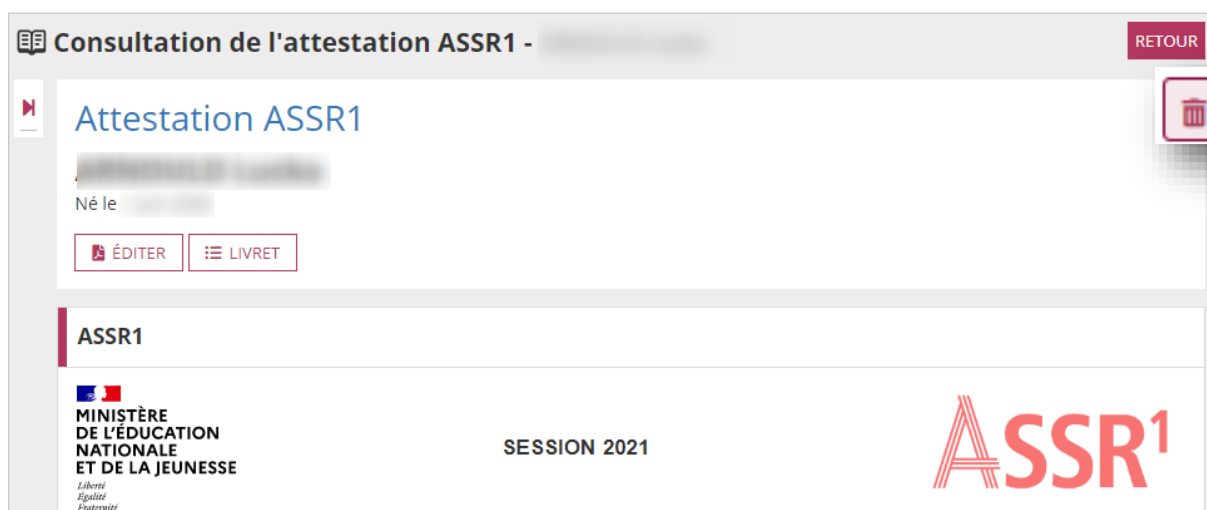 Consultation de l'attestation ASSR1 -
RETOUR
Attestation ASSR1
Né le
ÉDITER
LIVRET
ASSR1
MINISTÈRE
DE L'ÉDUCATION
NATIONALE
ET DE LA JEUNESSE
Liberté
Égalité
Fraternité
SESSION 2021
ASSR1